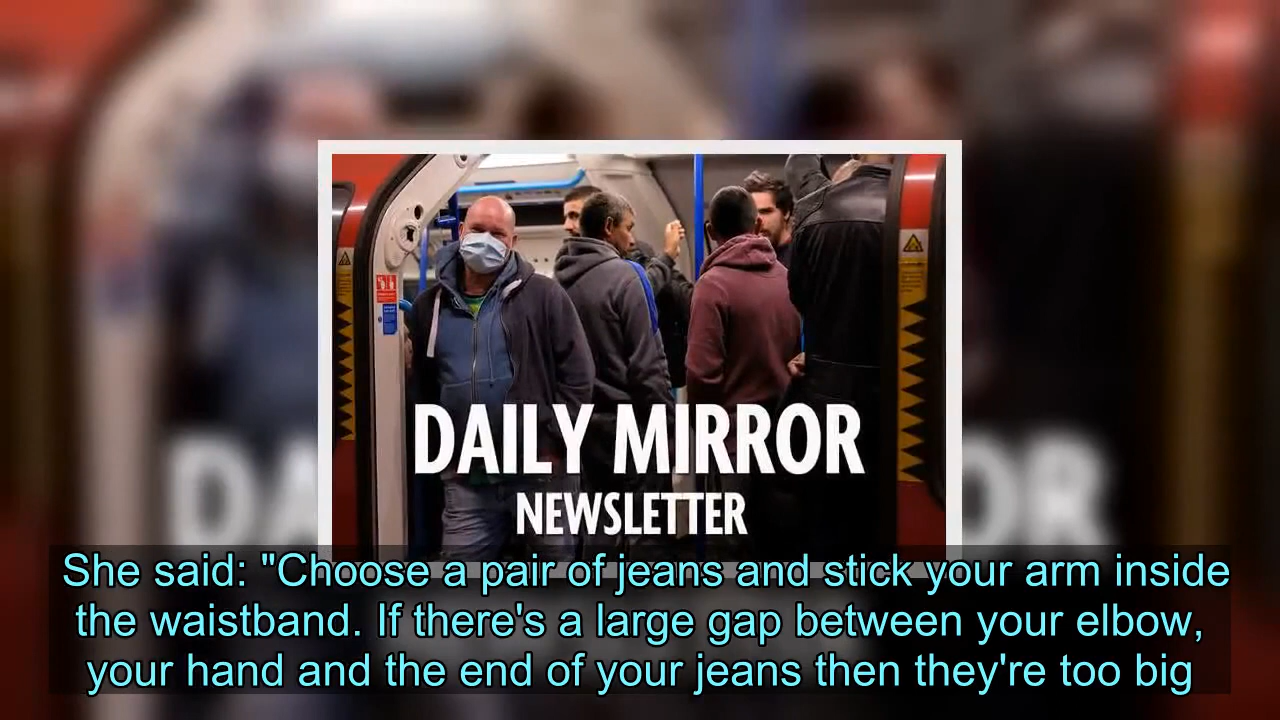 DAILY MIRROR
NEWSLETTER
She said: "Choose a pair of jeans and stick your arm inside
the waistband. If there's a large gap between your elbow,
your hand and the end of your jeans then they're too big